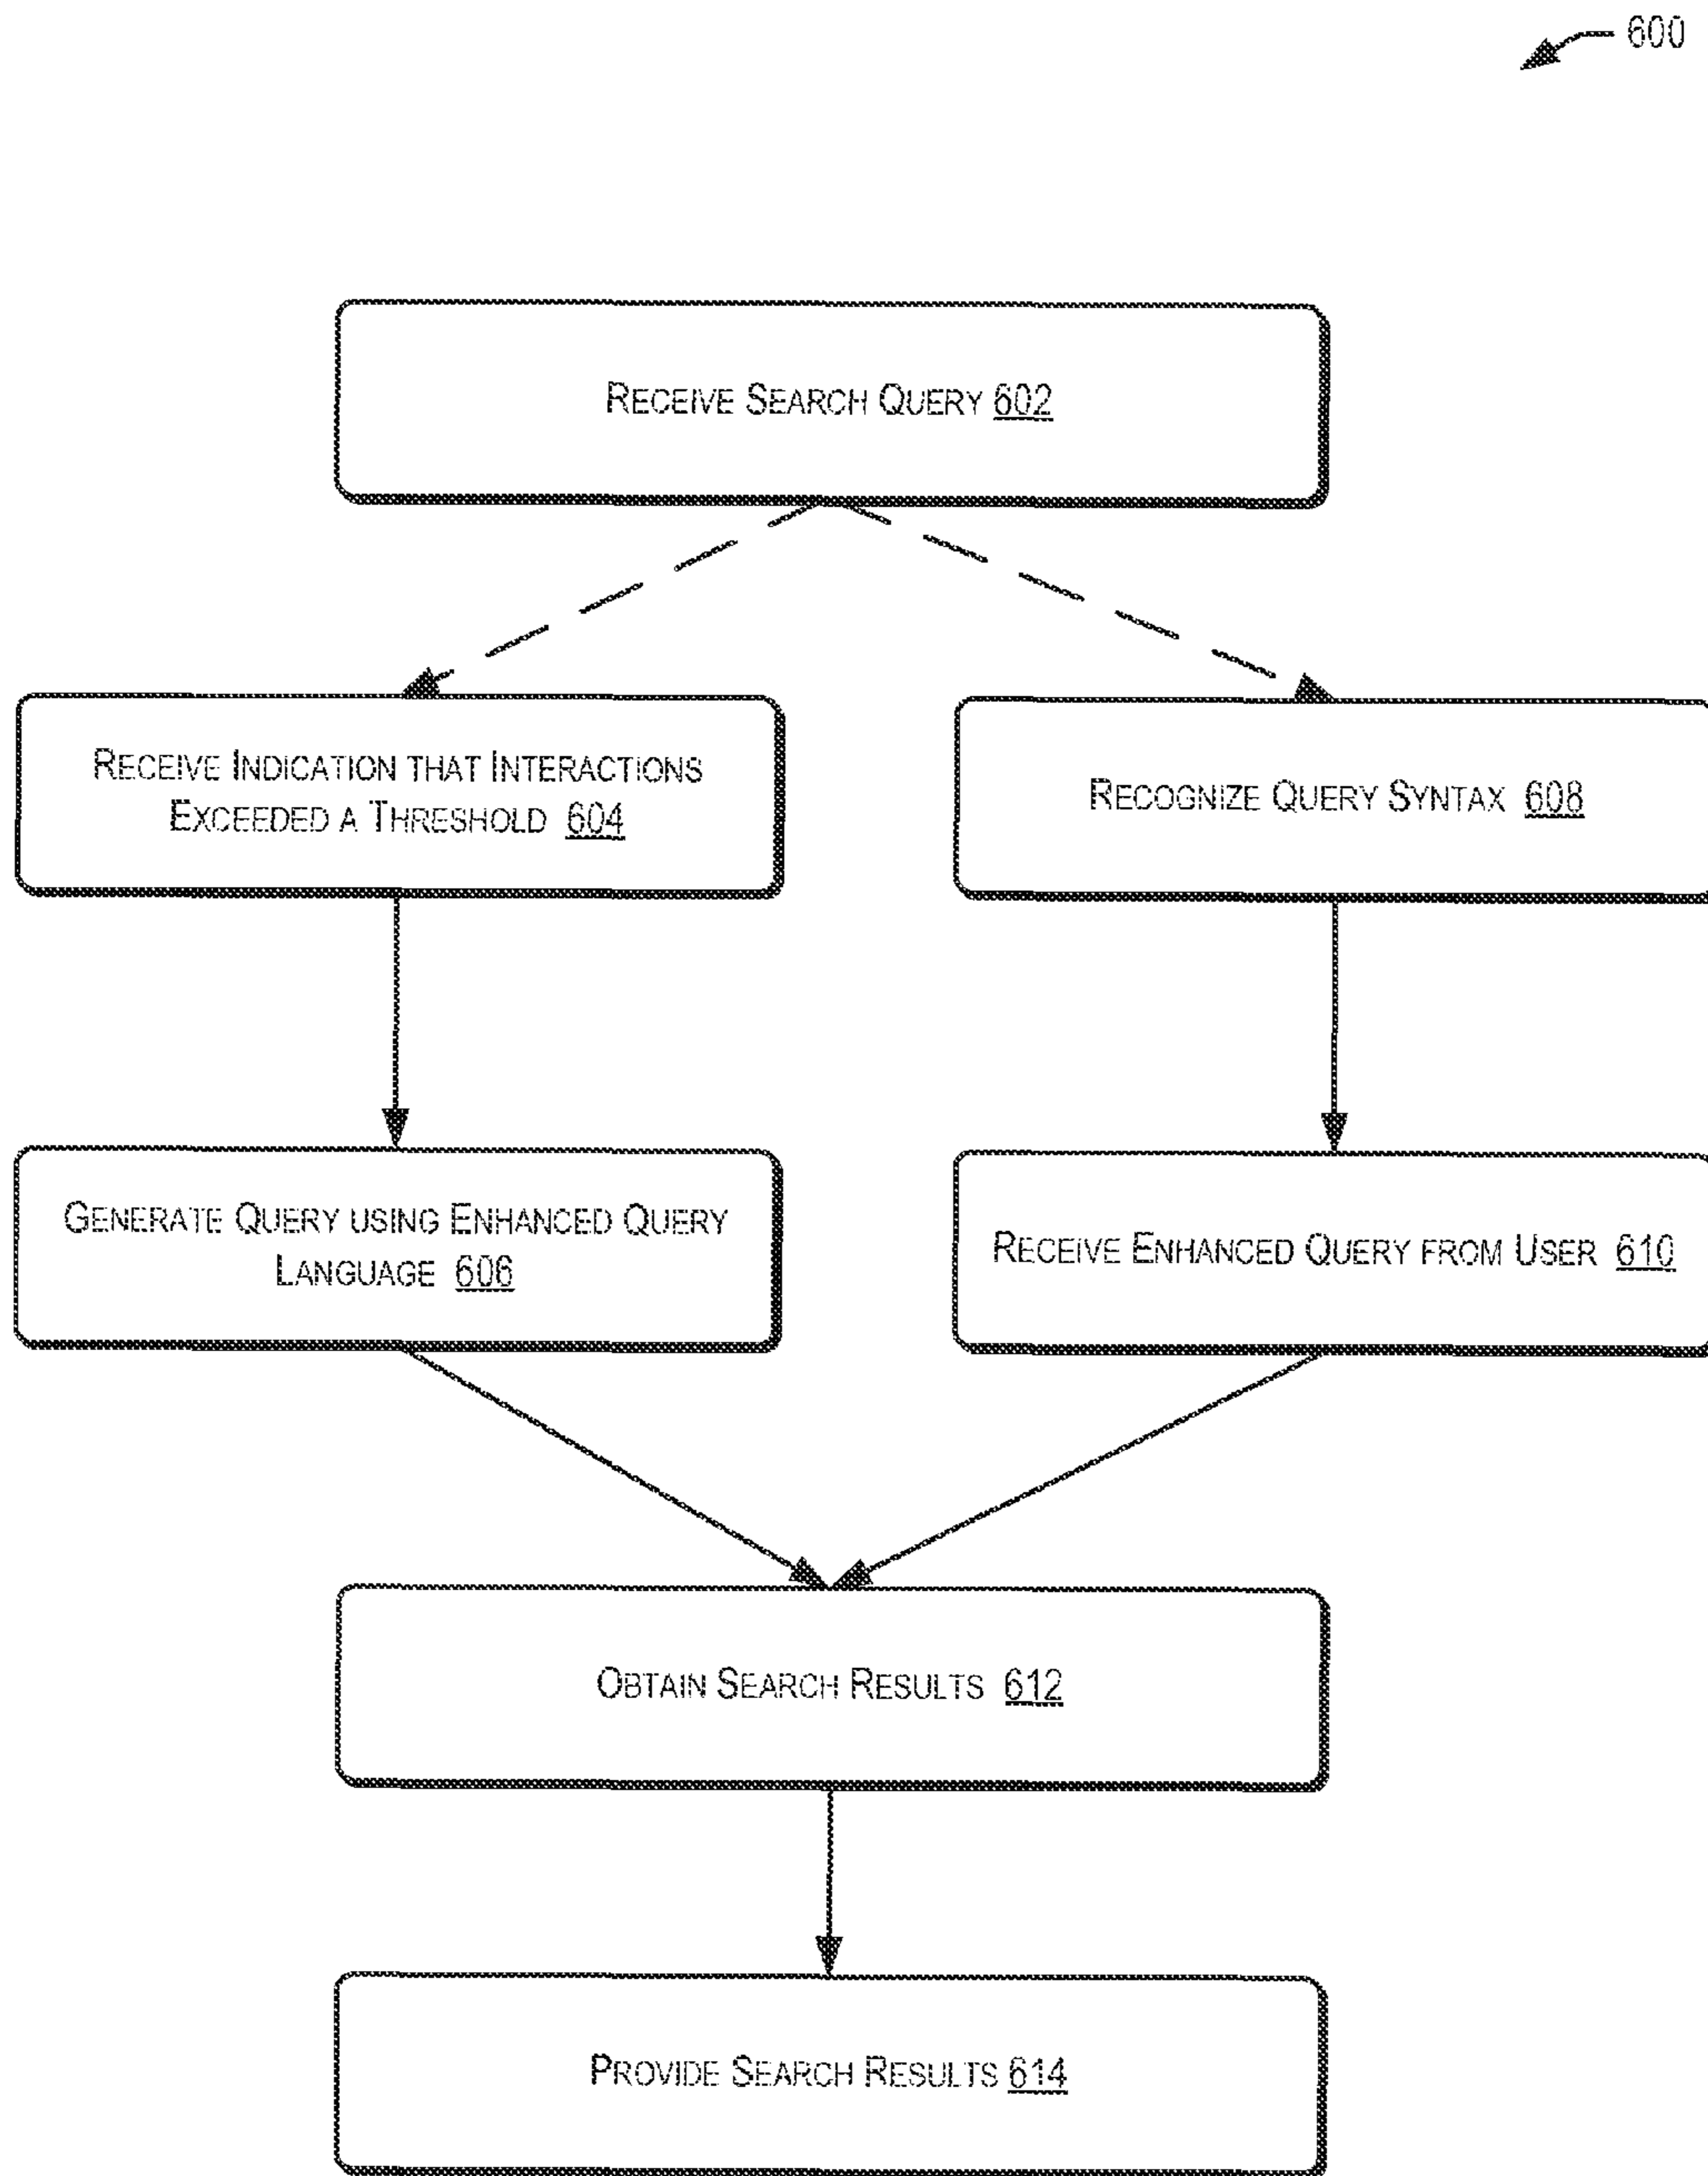 600
RECEIVE SEARCH QUERY 602
RECEIVE INDICATION THAT INTERACTIONS
EXCEEDED A THRESHOLD 604
RECOGNIZE QUERY SYNTAX 608
GENERATE QUERY USING ENHANCED QUERY
LANGUAGE 606
RECEIVE ENHANCED QUERY FROM USER 610
OBTAIN SEARCH RESULTS 612
PROVIDE SEARCH RESULTS 614